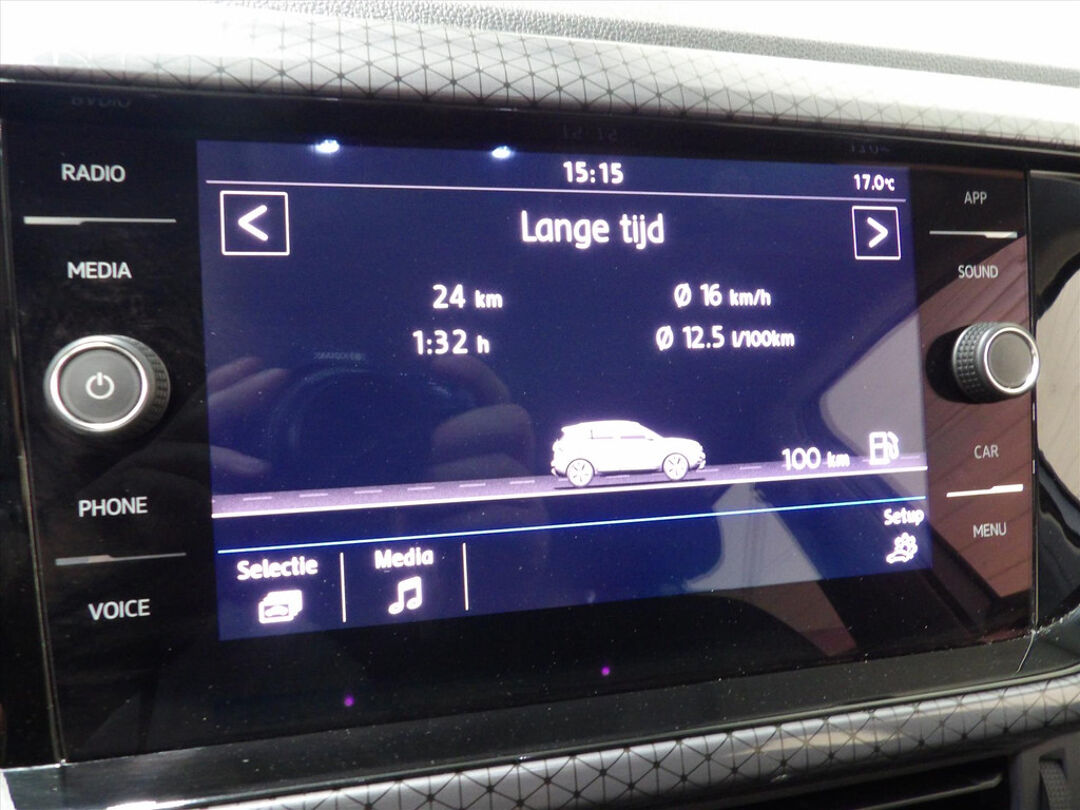 RADIO
MEDIA
PHONE
VOICE
15:15
17.0°C
<
Lange tijd
>
24 km
Ø 16 km/h
1:32 h
Ø 12.5 l/100km
100 km
Selectie
Media
Setup
APP
SOUND
CAR
MENU